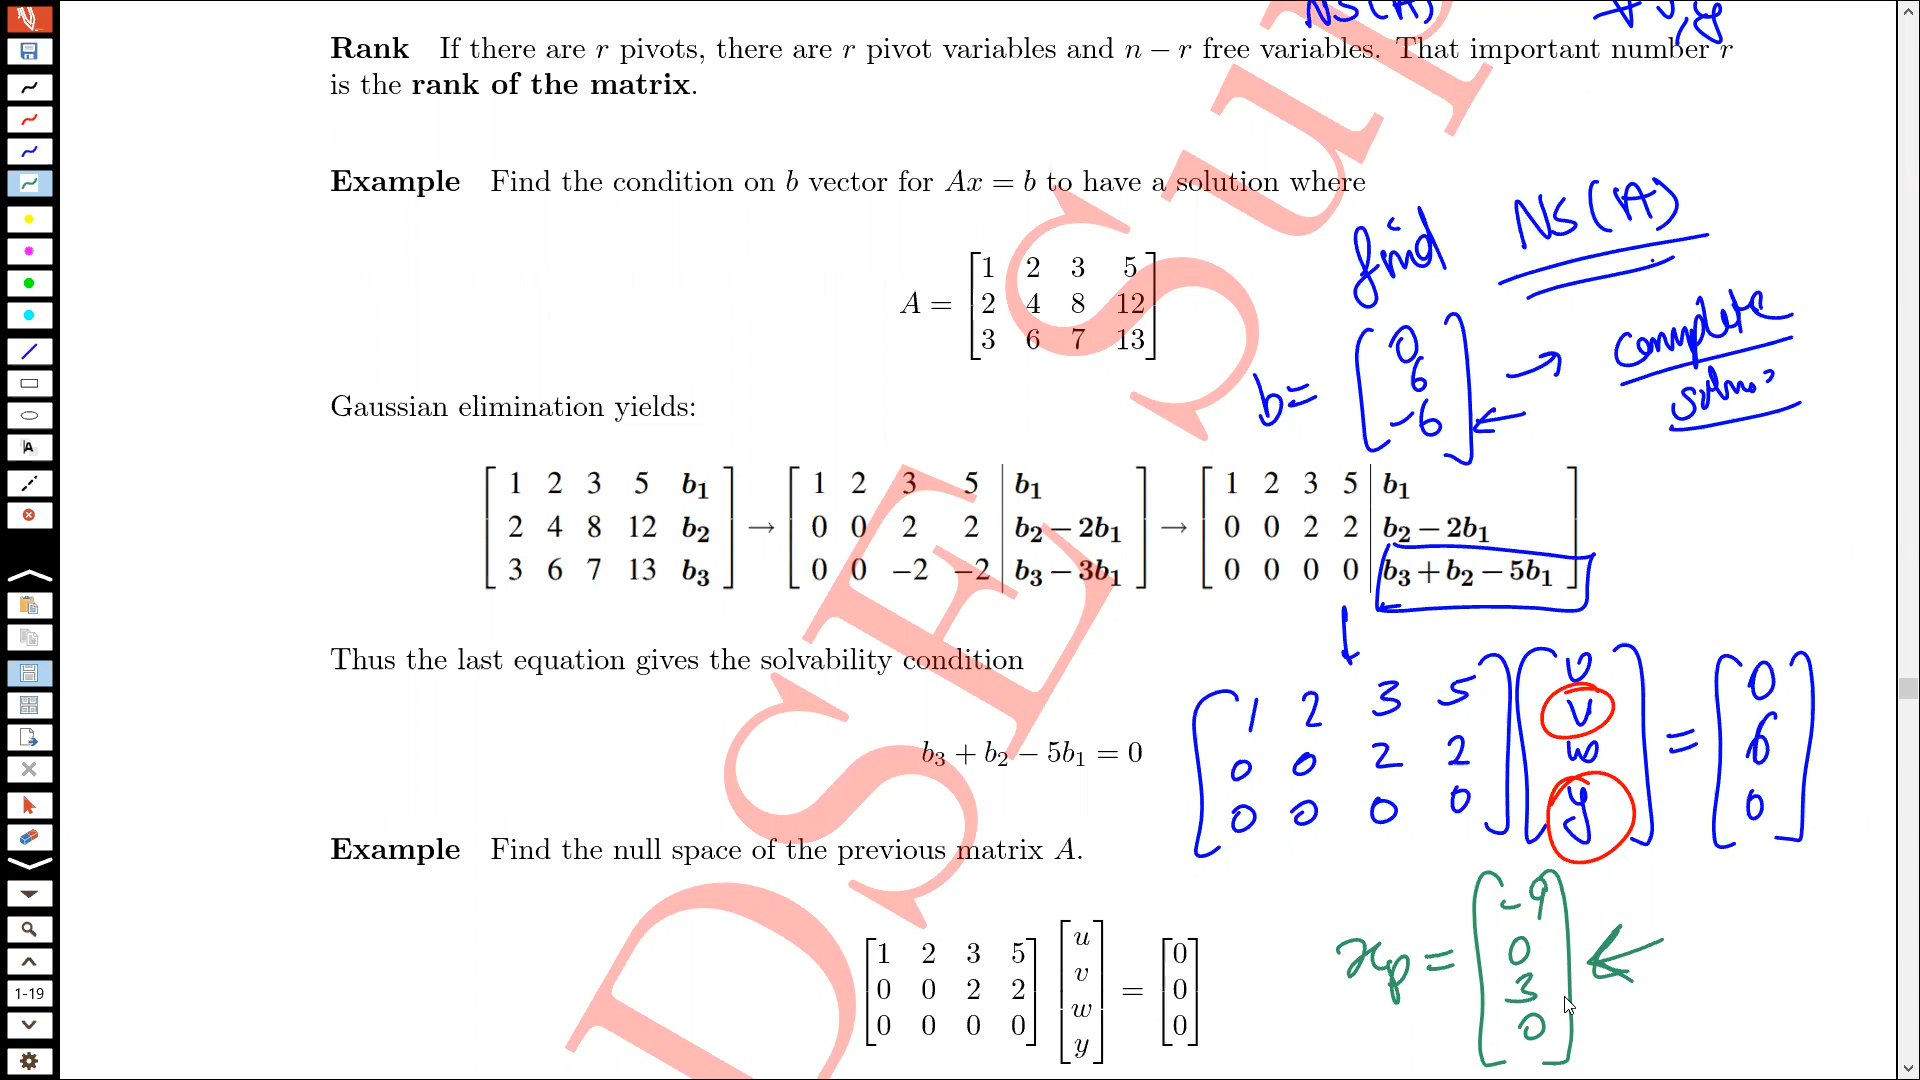 NS(A) ∀ v,y
Rank If there are r pivots, there are r pivot variables and n − r free variables. That important number r
is the rank of the matrix.
Example Find the condition on b vector for Ax = b to have a solution where
find NS(A)
A = [1 2 3 5
2 4 8 12
3 6 7 13]
b = [0
6
-6] → complete
soln.
Gaussian elimination yields:
[1 2 3 5 b1
2 4 8 12 b2
3 6 7 13 b3] → [1 2 3 5 | b1
0 0 2 2 | b2 − 2b1
0 0 −2 −2 | b3 − 3b1] → [1 2 3 5 | b1
0 0 2 2 | b2 − 2b1
0 0 0 0 | b3 + b2 − 5b1]
Thus the last equation gives the solvability condition
b3 + b2 − 5b1 = 0
[1 2 3 5
0 0 2 2
0 0 0 0] [u
v
w
y] = [0
6
0]
Example Find the null space of the previous matrix A.
[1 2 3 5
0 0 2 2
0 0 0 0] [u
v
w
y] = [0
0
0]
xp = [-9
0
3
0]
DSE Sup
1-19